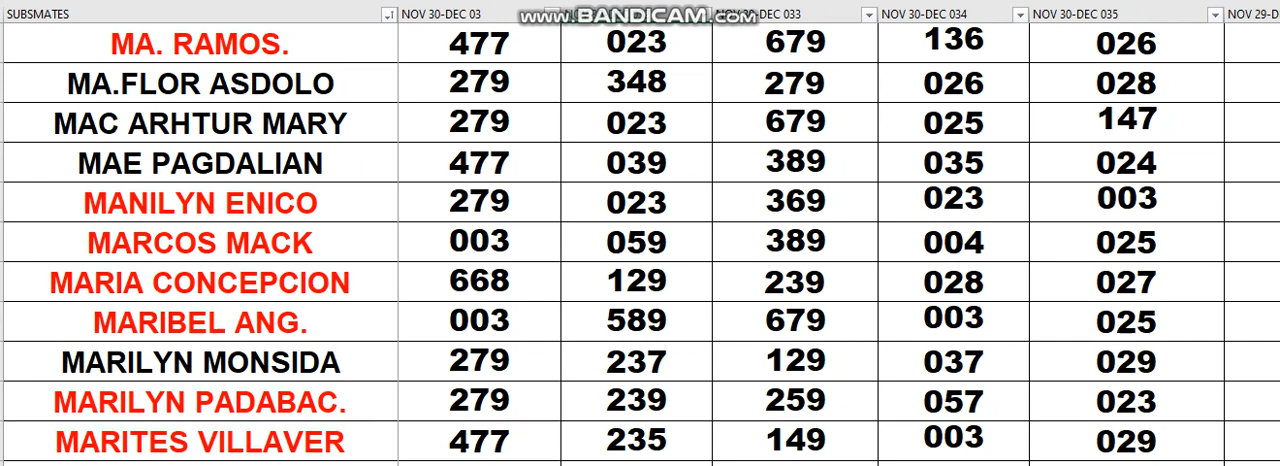 SUBSMATES NOV 30-DEC 03 www.BANDICAM.com 033 NOV 30-DEC 034 NOV 30-DEC 035 NOV 29-D
MA. RAMOS. 477 023 679 136 026
MA.FLOR ASDOLO 279 348 279 026 028
MAC ARHTUR MARY 279 023 679 025 147
MAE PAGDALIAN 477 039 389 035 024
MANILYN ENICO 279 023 369 023 003
MARCOS MACK 003 059 389 004 025
MARIA CONCEPCION 668 129 239 028 027
MARIBEL ANG. 003 589 679 003 025
MARILYN MONSIDA 279 237 129 037 029
MARILYN PADABAC. 279 239 259 057 023
MARITES VILLAVER 477 235 149 003 029